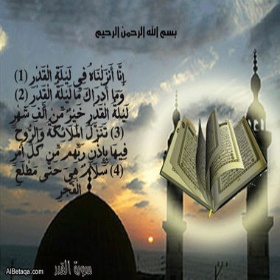 بسم الله الرحمن الرحيم
إِنَّا أَنزَلْنَاهُ فِي لَيْلَةِ الْقَدْرِ (1)
وَمَا أَدْرَاكَ مَا لَيْلَةُ الْقَدْرِ (2)
لَيْلَةُ الْقَدْرِ خَيْرٌ مِّنْ أَلْفِ شَهْرٍ
(3) تَنَزَّلُ الْمَلَائِكَةُ وَالرُّوحُ
فِيهَا بِإِذْنِ رَبِّهِم مِّن كُلِّ أَمْرٍ
(4) سَلَامٌ هِيَ حَتَّىٰ مَطْلَعِ
الْفَجْرِ
سورة القدر
AlBetaqa.com